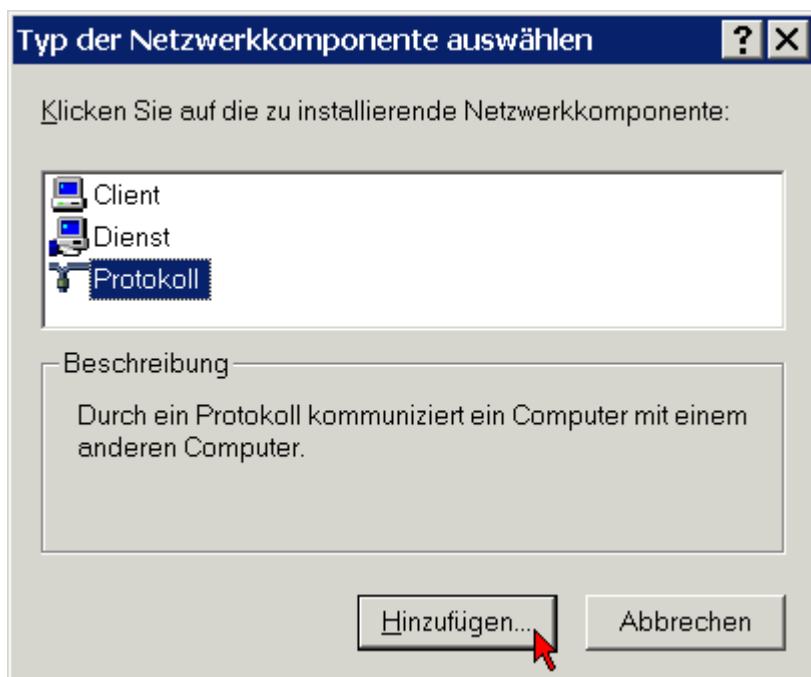 Typ der Netzwerkkomponente auswählen
Klicken Sie auf die zu installierende Netzwerkkomponente:
Client
Dienst
Protokoll
Beschreibung
Durch ein Protokoll kommuniziert ein Computer mit einem
anderen Computer.
Hinzufügen... Abbrechen